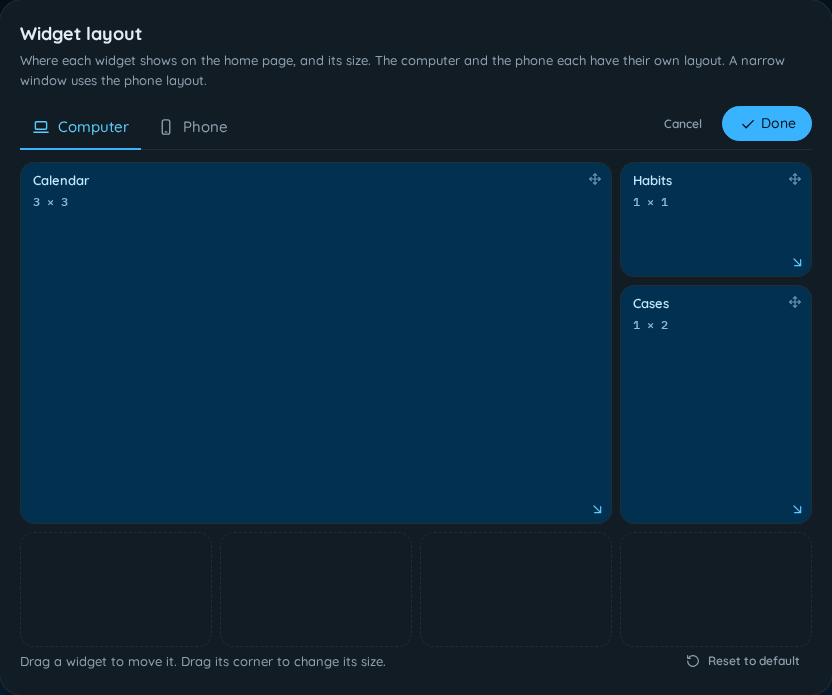 Widget layout
Where each widget shows on the home page, and its size. The computer and the phone each have their own layout. A narrow
window uses the phone layout.
Computer
Phone
Cancel
Done
Calendar
3 × 3
Habits
1 × 1
Cases
1 × 2
Drag a widget to move it. Drag its corner to change its size.
Reset to default